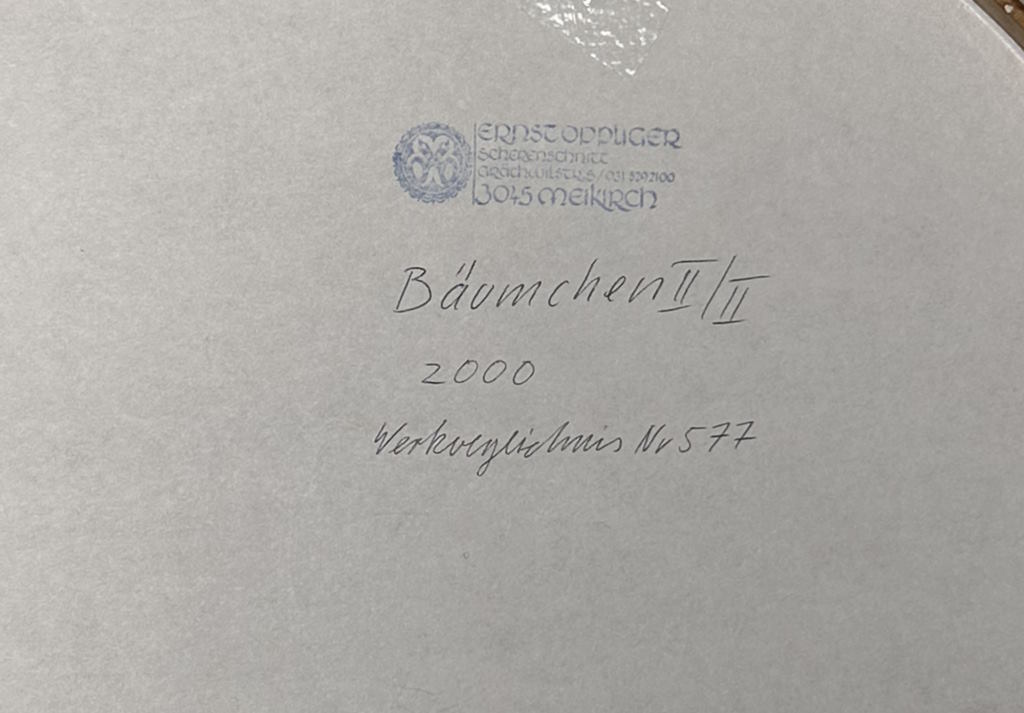 ERNST OPPLIGER
SCHERENSCHNITT
GRÄCHWILSTR. 5 / 031 8292100
3045 MEIKIRCH
Bäumchen II/II
2000
Werkverzeichnis Nr 577